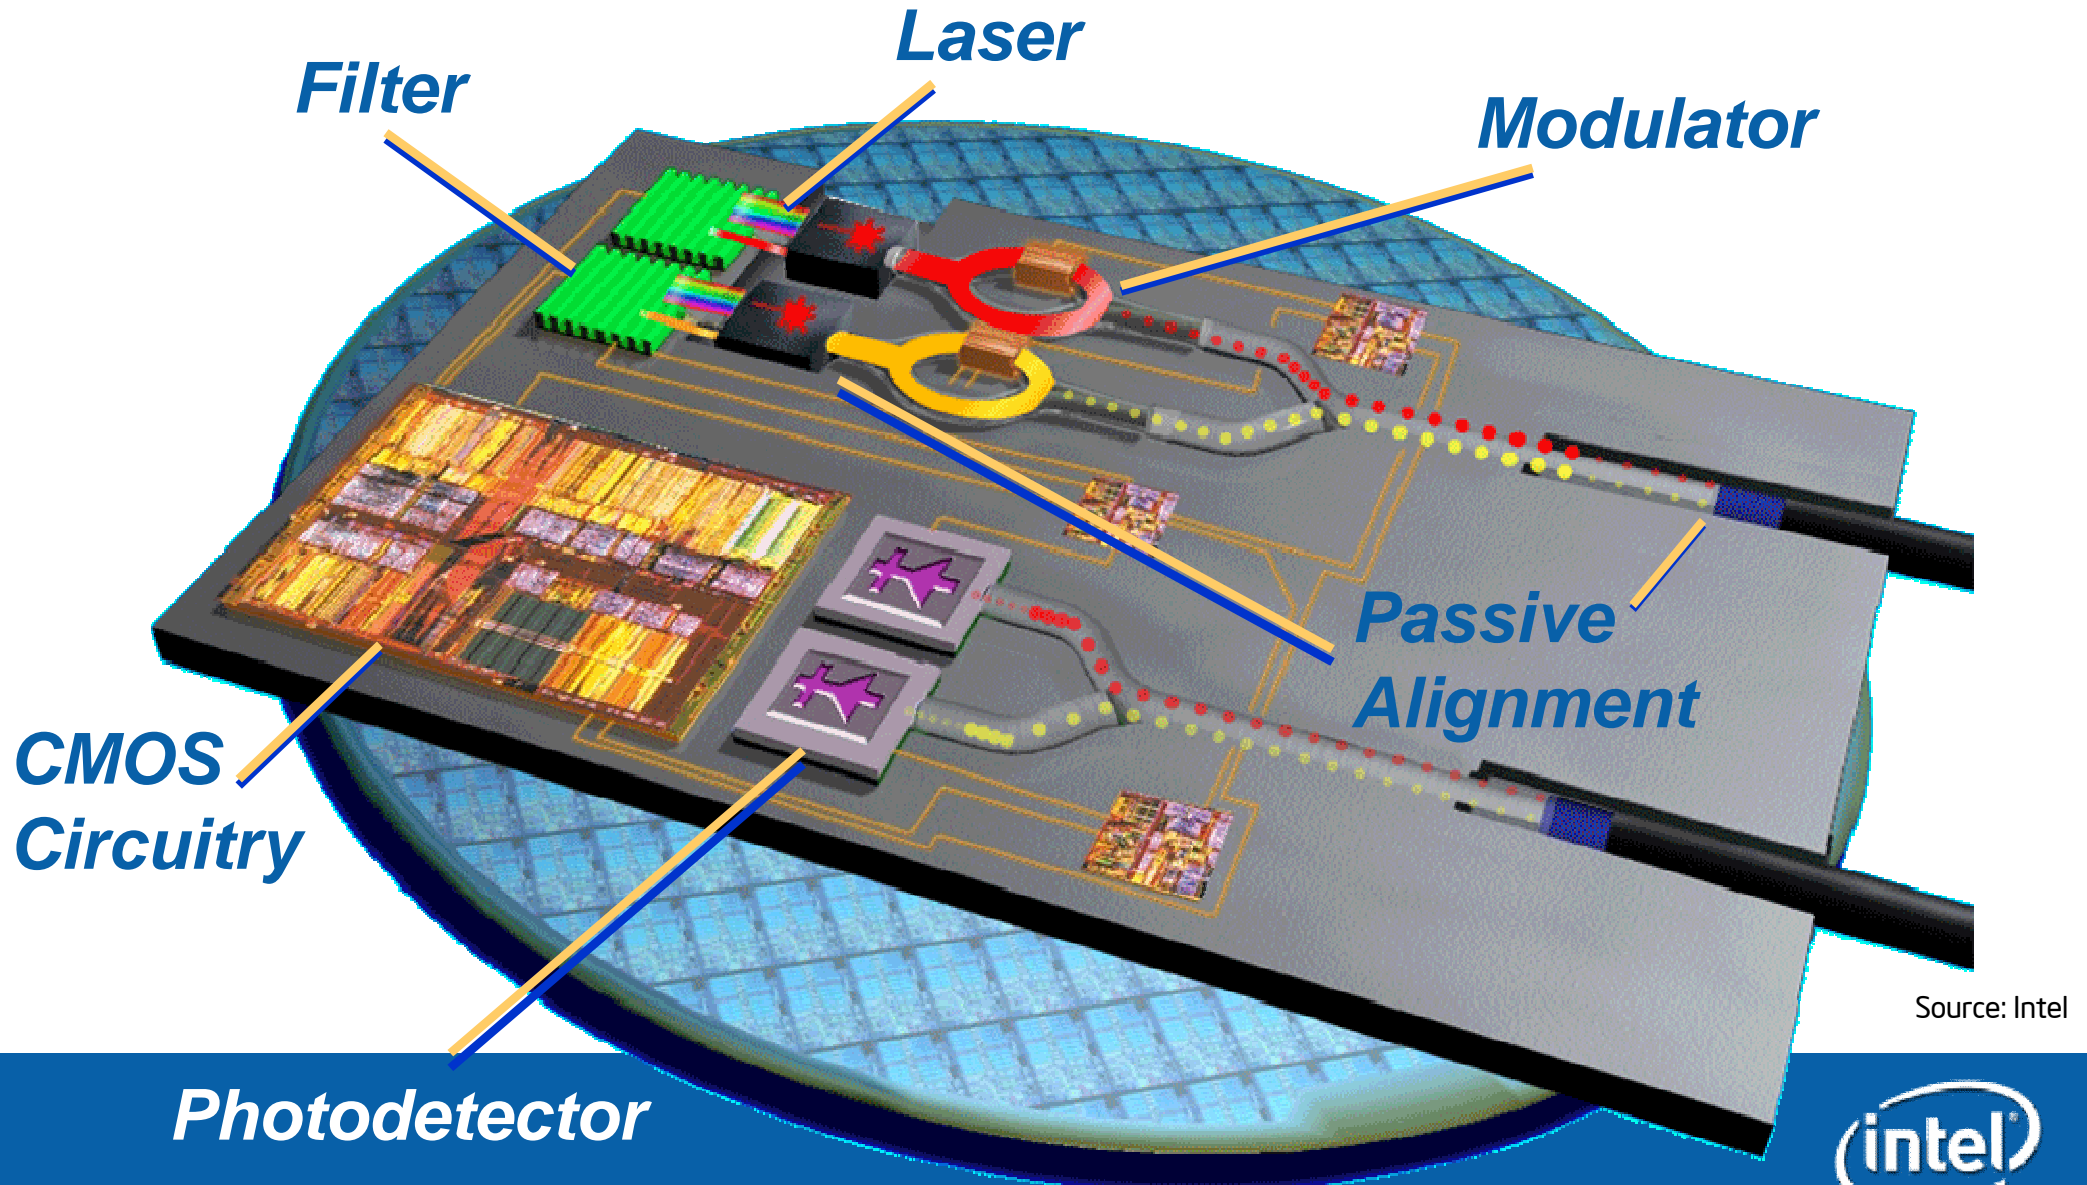 Laser
Filter
Modulator
Passive
Alignment
CMOS
Circuitry
Source: Intel
Photodetector
intel